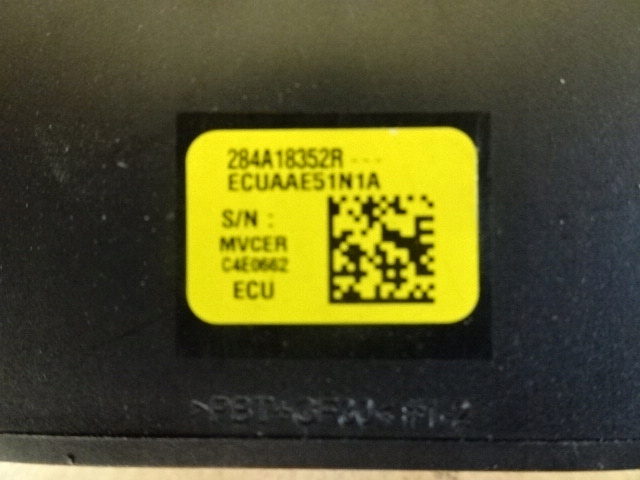 284A18352R ---
ECUAAE51N1A
S/N :
MVCER
C4E0662
ECU